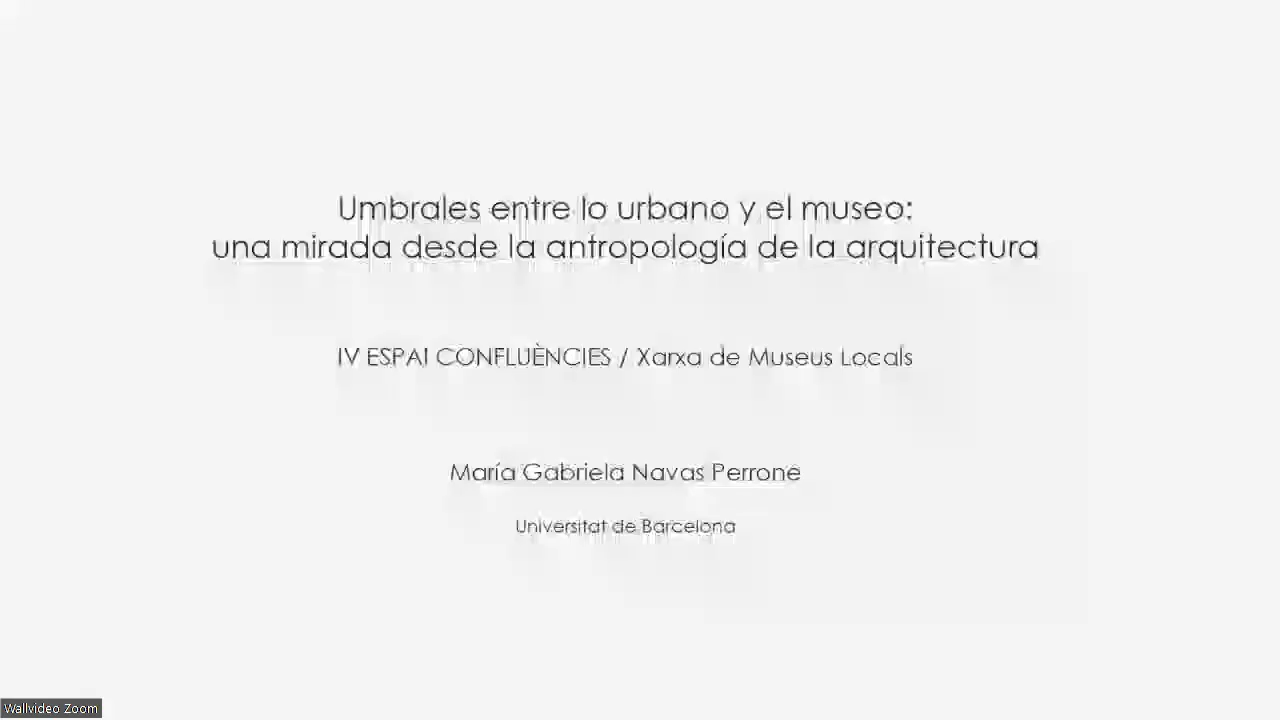 Umbrales entre lo urbano y el museo:
una mirada desde la antropología de la arquitectura
IV ESPAI CONFLUÈNCIES / Xarxa de Museus Locals
María Gabriela Navas Perrone
Universitat de Barcelona
Wallvideo Zoom